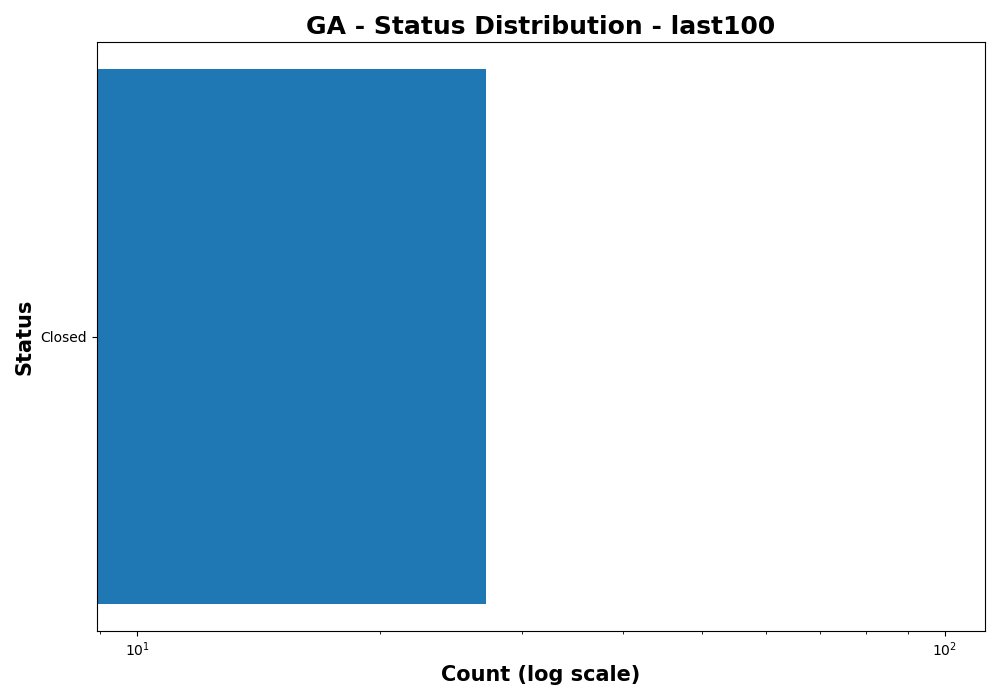 GA - Status Distribution - last100
Status
Closed
10¹
10²
Count (log scale)